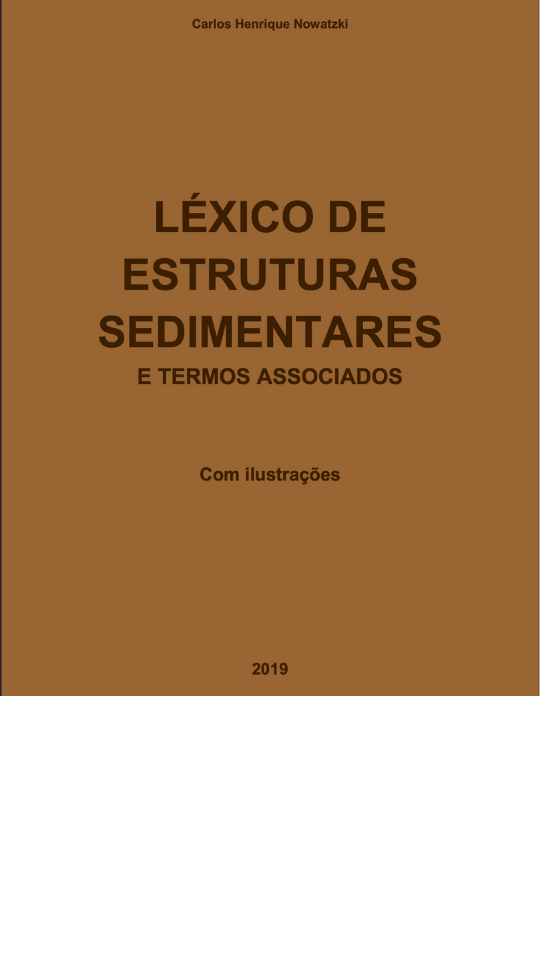 Carlos Henrique Nowatzki
LÉXICO DE
ESTRUTURAS
SEDIMENTARES
E TERMOS ASSOCIADOS
Com ilustrações
2019